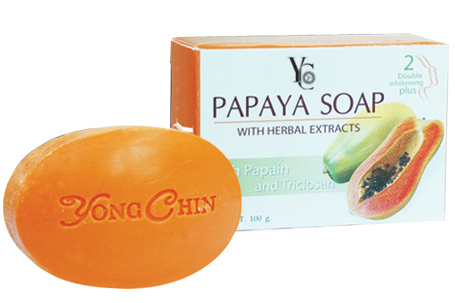 YC
2
Double
whitening
plus
PAPAYA SOAP
WITH HERBAL EXTRACTS
Papain
and Triclosan
100 g.
YONG CHIN